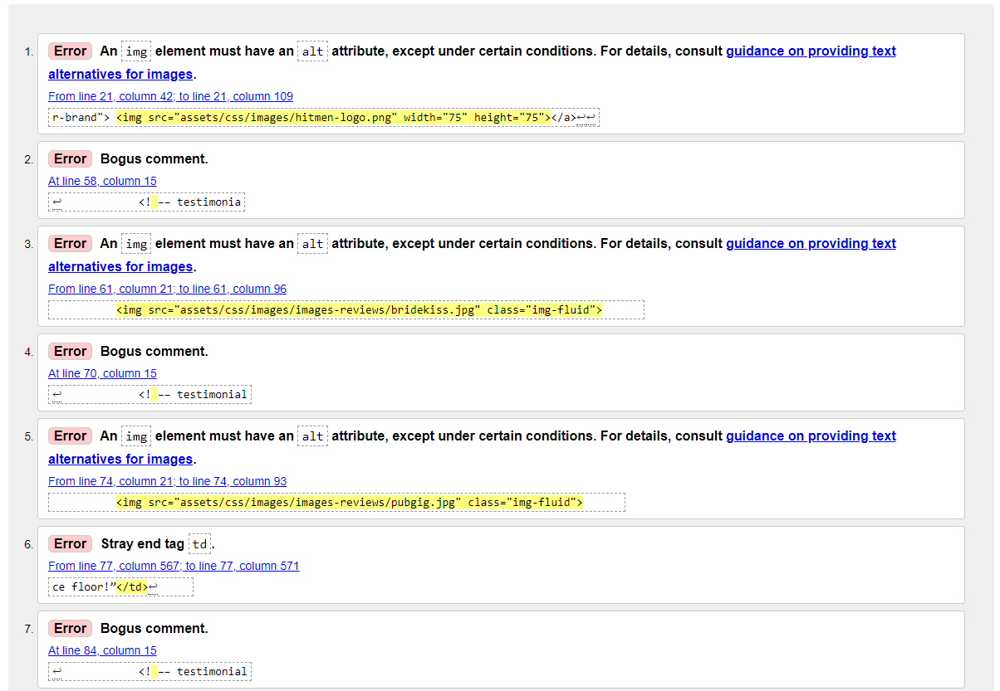 1. Error An img element must have an alt attribute, except under certain conditions. For details, consult guidance on providing text
alternatives for images.
From line 21, column 42; to line 21, column 109
r-brand"> <img src="assets/css/images/hitmen-logo.png" width="75" height="75"></a>↩↩
2. Error Bogus comment.
At line 58, column 15
↩ <! -- testimonia
3. Error An img element must have an alt attribute, except under certain conditions. For details, consult guidance on providing text
alternatives for images.
From line 61, column 21; to line 61, column 96
<img src="assets/css/images/images-reviews/bridekiss.jpg" class="img-fluid">
4. Error Bogus comment.
At line 70, column 15
↩ <! -- testimonial
5. Error An img element must have an alt attribute, except under certain conditions. For details, consult guidance on providing text
alternatives for images.
From line 74, column 21; to line 74, column 93
<img src="assets/css/images/images-reviews/pubgig.jpg" class="img-fluid">
6. Error Stray end tag td.
From line 77, column 567; to line 77, column 571
ce floor!”</td>↩
7. Error Bogus comment.
At line 84, column 15
↩ <! -- testimonial